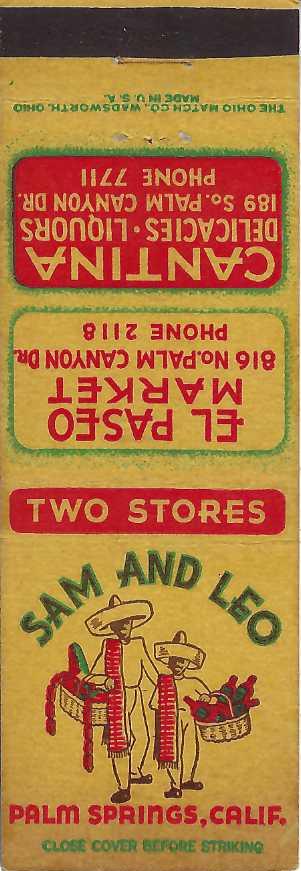 TWO STORES
SAM AND LEO
PALM SPRINGS, CALIF.
CLOSE COVER BEFORE STRIKING
EL PASEO
MARKET
816 NO. PALM CANYON DR.
PHONE 2118
CANTINA
DELICACIES • LIQUORS
189 SO. PALM CANYON DR.
PHONE 7711
THE OHIO MATCH CO., WADSWORTH, OHIO
MADE IN U. S. A.